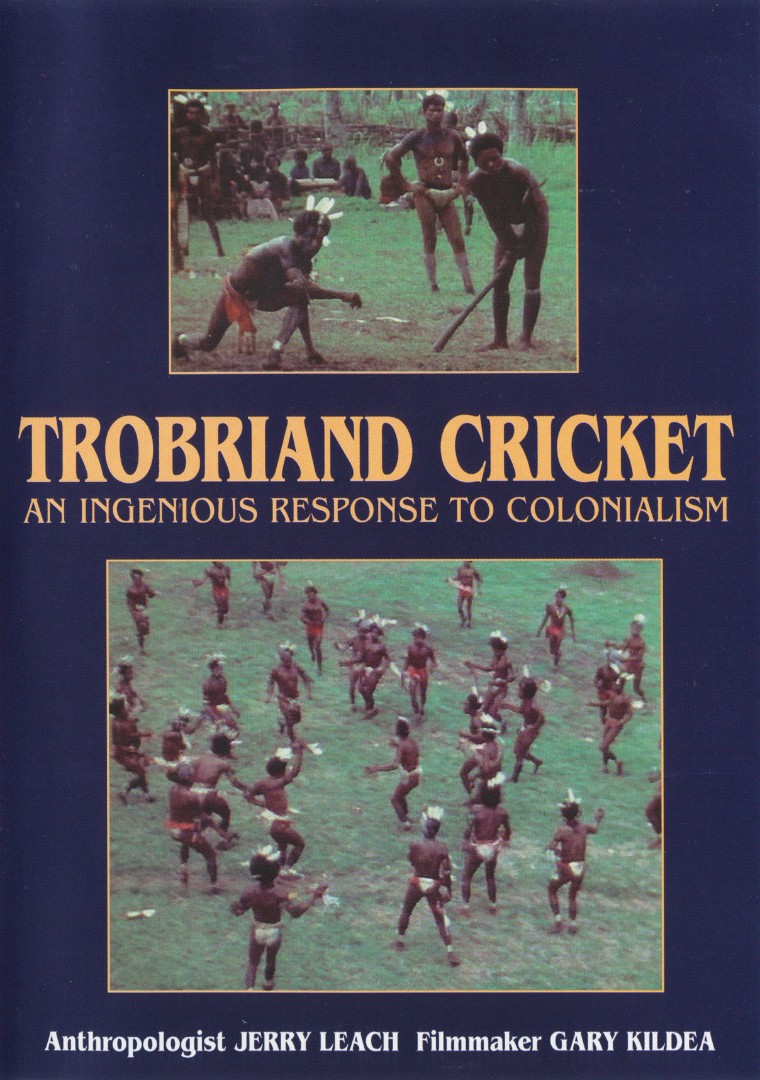 TROBRIAND CRICKET
AN INGENIOUS RESPONSE TO COLONIALISM
Anthropologist JERRY LEACH Filmmaker GARY KILDEA